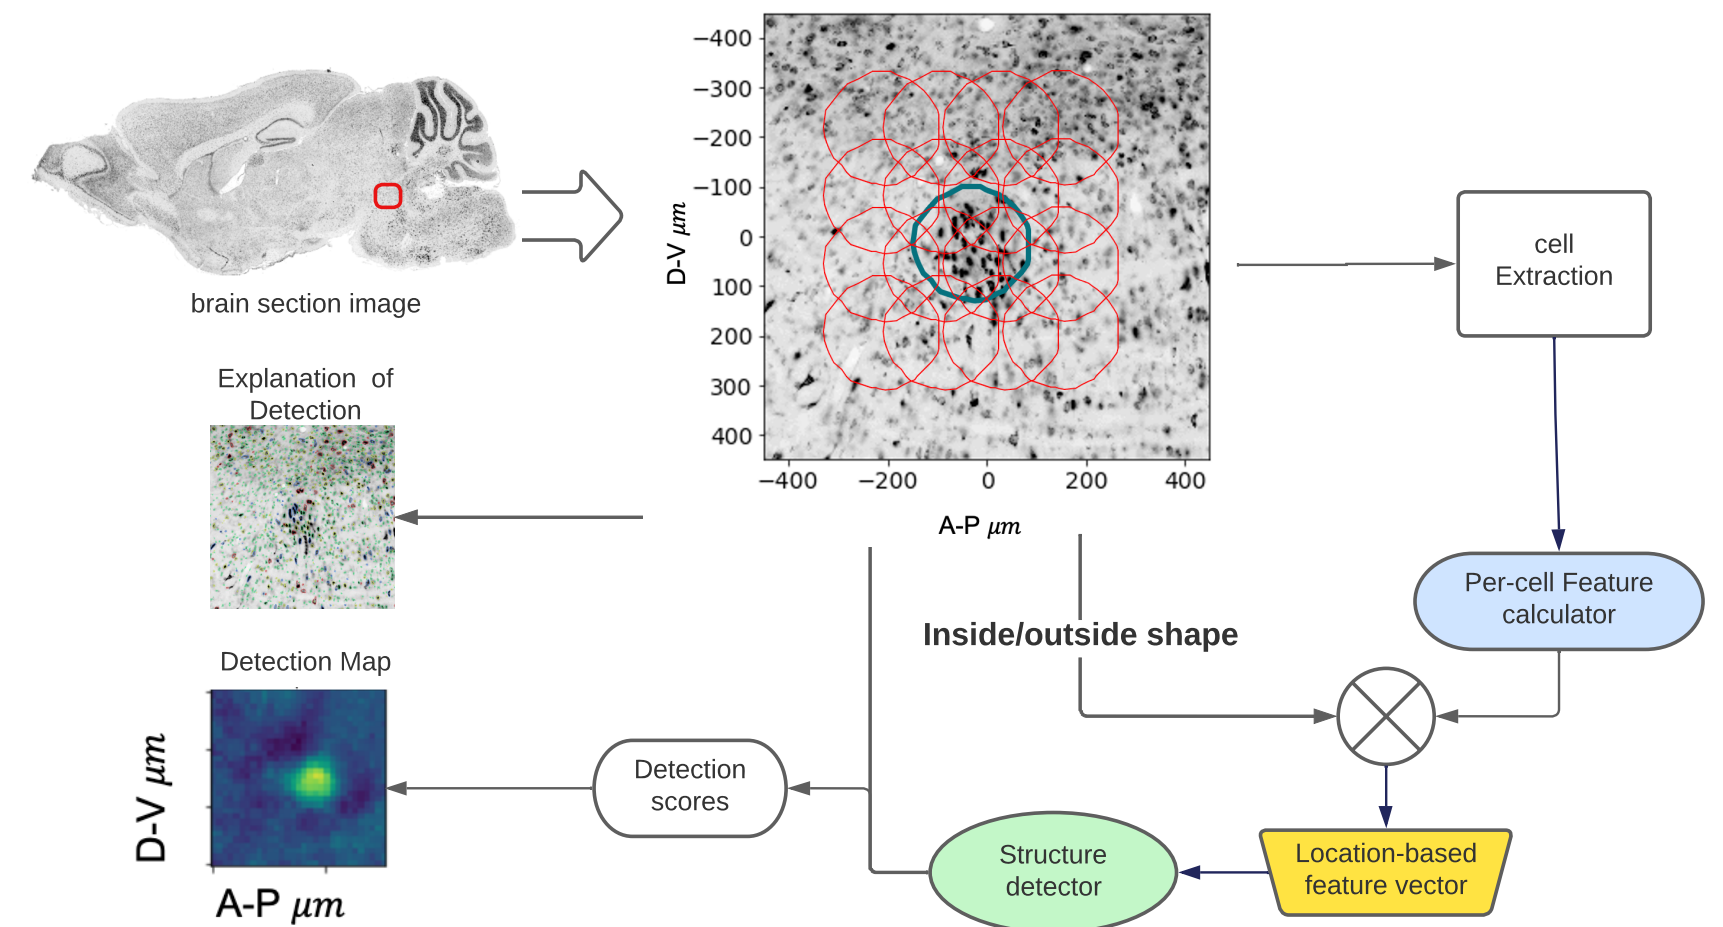 brain section image
−400
−300
−200
−100
0
100
200
300
400
D-V μm
−400
−200
0
200
400
A-P μm
cell
Extraction
Explanation of
Detection
Per-cell Feature
calculator
Inside/outside shape
Detection Map
D-V μm
A-P μm
Detection
scores
Structure
detector
Location-based
feature vector